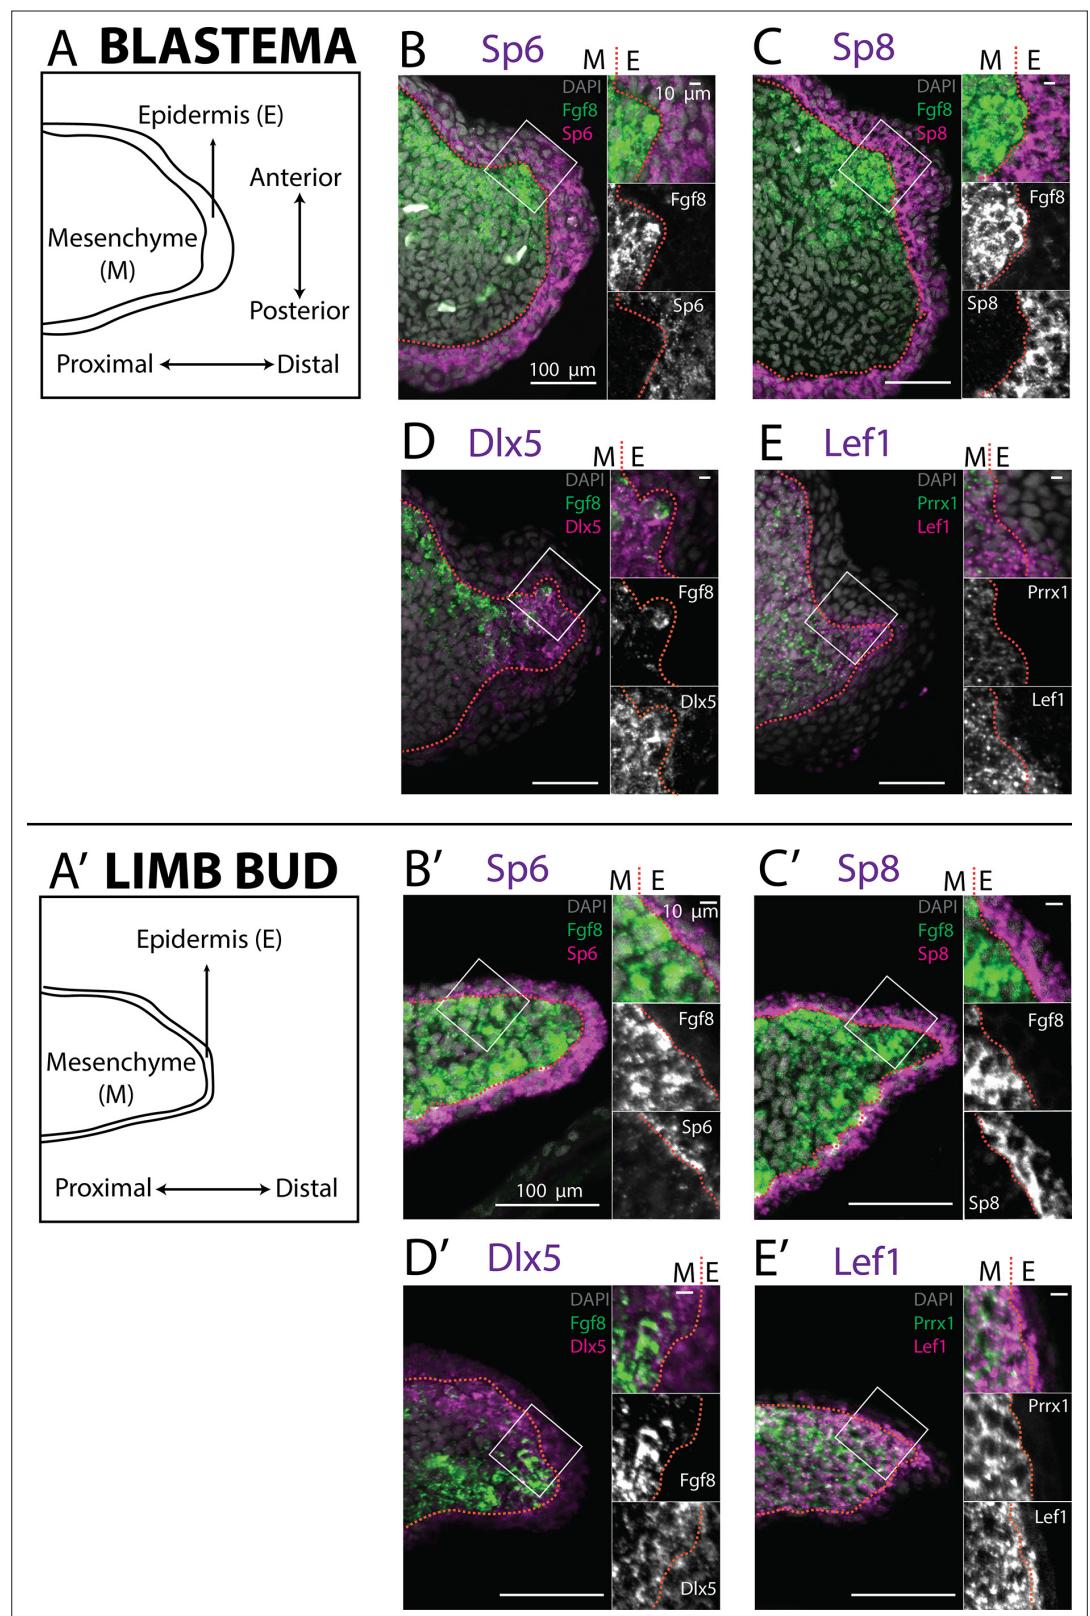 A BLASTEMA
Epidermis (E)
Anterior
Mesenchyme
(M)
Posterior
Proximal
Distal
B Sp6
M E
DAPI
Fgf8
Sp6
10 µm
Fgf8
Sp6
100 µm
C Sp8
M E
DAPI
Fgf8
Sp8
Fgf8
Sp8
D Dlx5
M E
DAPI
Fgf8
Dlx5
Fgf8
Dlx5
E Lef1
M E
DAPI
Prrx1
Lef1
Prrx1
Lef1
A′ LIMB BUD
Epidermis (E)
Mesenchyme
(M)
Proximal
Distal
B′ Sp6
M E
DAPI
Fgf8
Sp6
10 µm
Fgf8
Sp6
100 µm
C′ Sp8
M E
DAPI
Fgf8
Sp8
Fgf8
Sp8
D′ Dlx5
M E
DAPI
Fgf8
Dlx5
Fgf8
Dlx5
E′ Lef1
M E
DAPI
Prrx1
Lef1
Prrx1
Lef1